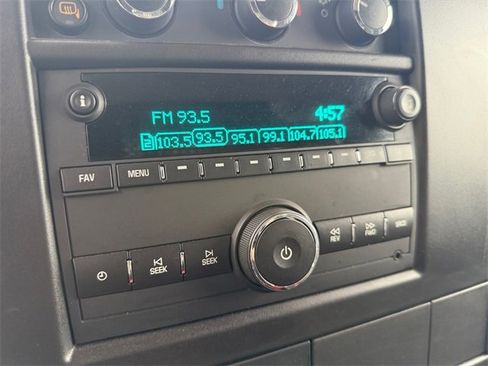 FM 93.5 4:57
2 103.5 93.5 95.1 99.1 104.7 105.1
FAV MENU
SEEK SEEK REV FWD